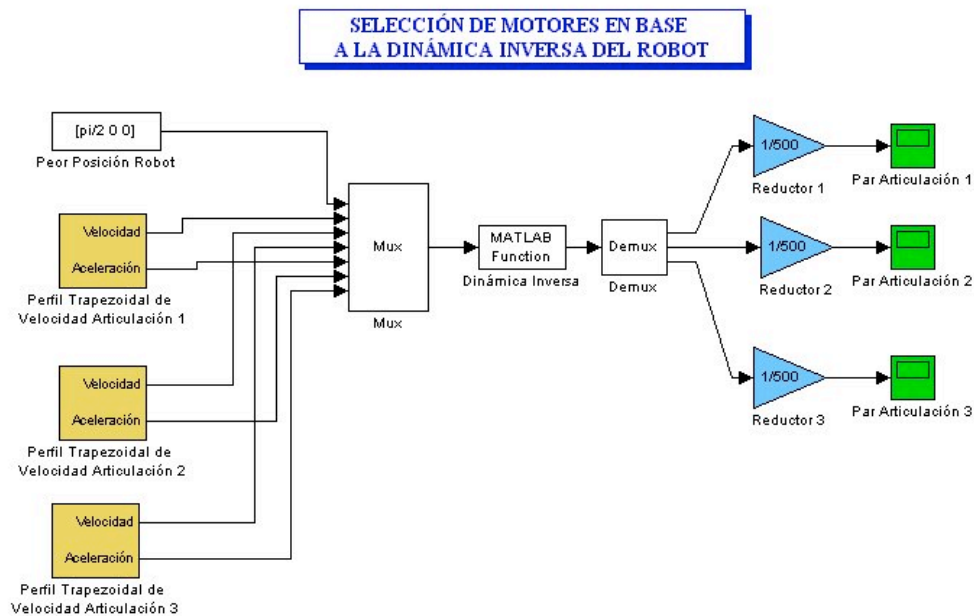 SELECCIÓN DE MOTORES EN BASE
A LA DINÁMICA INVERSA DEL ROBOT
[pi/2 0 0]
Peor Posición Robot
Velocidad
Aceleración
Perfil Trapezoidal de
Velocidad Articulación 1
Velocidad
Aceleración
Perfil Trapezoidal de
Velocidad Articulación 2
Velocidad
Aceleración
Perfil Trapezoidal de
Velocidad Articulación 3
Mux
Mux
MATLAB
Function
Dinámica Inversa
Demux
Demux
1/500
Reductor 1
Par Articulación 1
1/500
Reductor 2
Par Articulación 2
1/500
Reductor 3
Par Articulación 3